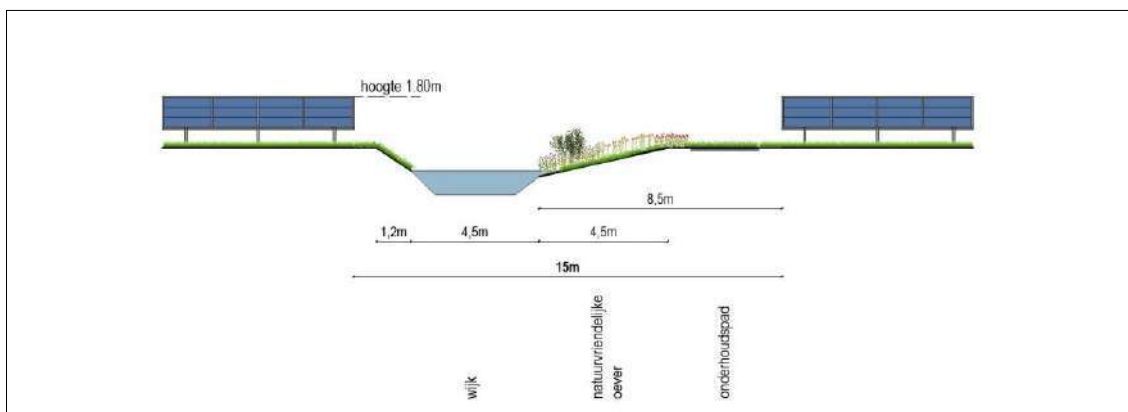 hoogte 1.80m
8,5m
1,2m
4,5m
4,5m
15m
wijk
natuurvriendelijke
oever
onderhoudspad